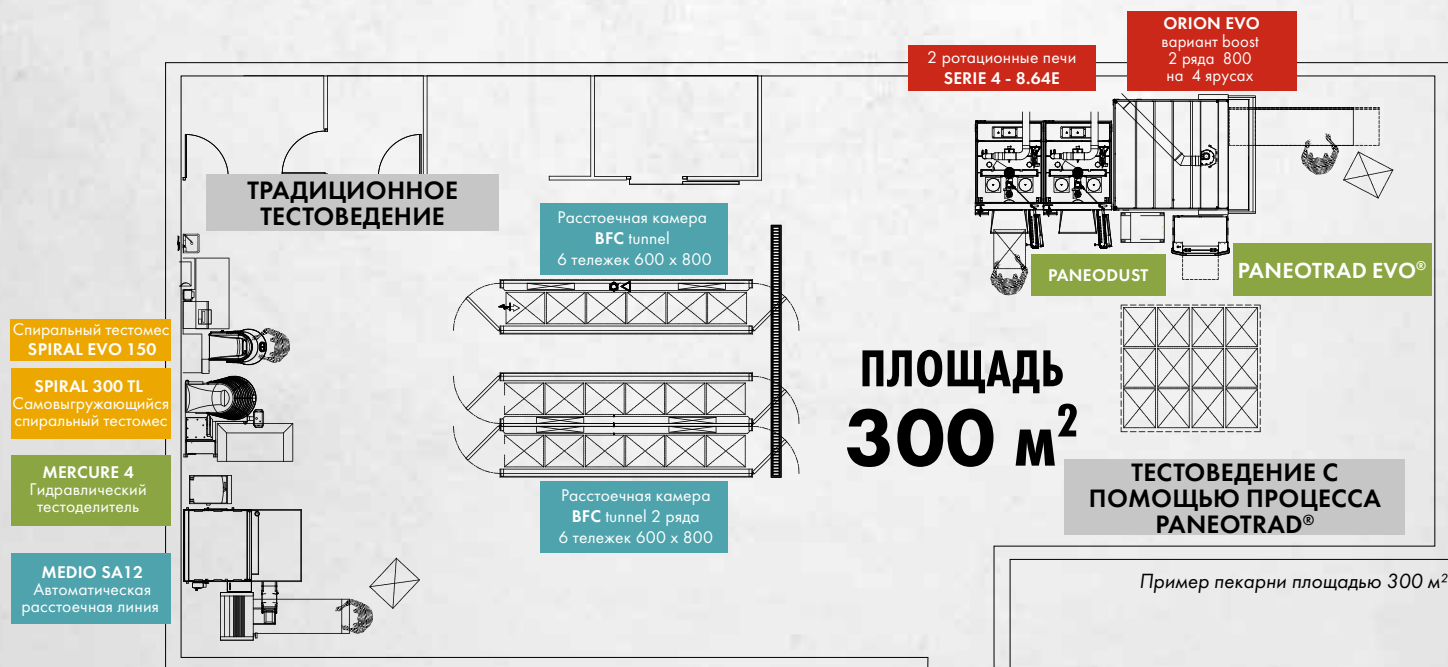 2 ротационные печи
SERIE 4 - 8.64E
ORION EVO
вариант boost
2 ряда 800
на 4 ярусах
ТРАДИЦИОННОЕ
ТЕСТОВЕДЕНИЕ
Расстоечная камера
BFC tunnel
6 тележек 600 x 800
PANEODUST
PANEOTRAD EVO®
Спиральный тестомес
SPIRAL EVO 150
SPIRAL 300 TL
Самовыгружающийся
спиральный тестомес
MERCURE 4
Гидравлический
тестоделитель
MEDIO SA12
Автоматическая
расстоечная линия
Расстоечная камера
BFC tunnel 2 ряда
6 тележек 600 x 800
ПЛОЩАДЬ
300 м²
ТЕСТОВЕДЕНИЕ С
ПОМОЩЬЮ ПРОЦЕССА
PANEOTRAD®
Пример пекарни площадью 300 м²